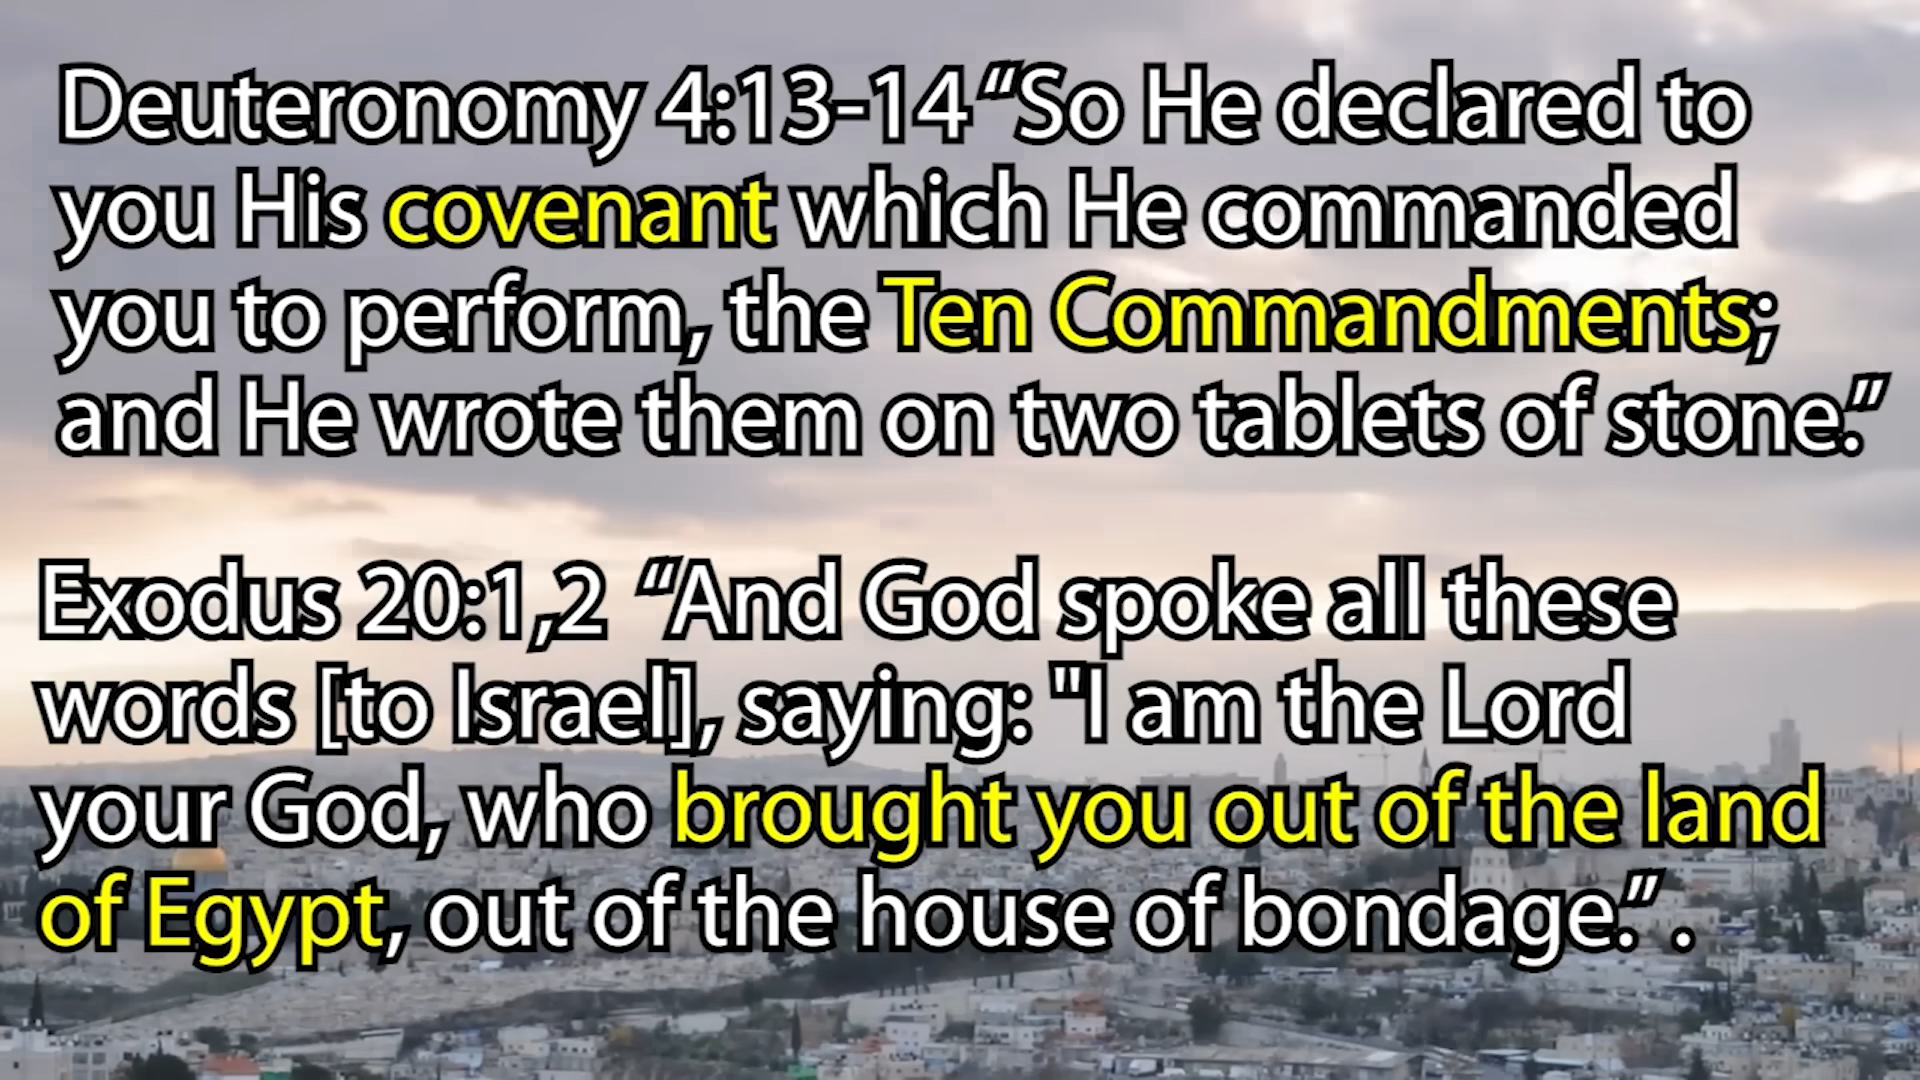 Deuteronomy 4:13-14 “So He declared to
you His covenant which He commanded
you to perform, the Ten Commandments;
and He wrote them on two tablets of stone.”
Exodus 20:1,2 “And God spoke all these
words [to Israel], saying: "I am the Lord
your God, who brought you out of the land
of Egypt, out of the house of bondage.” .